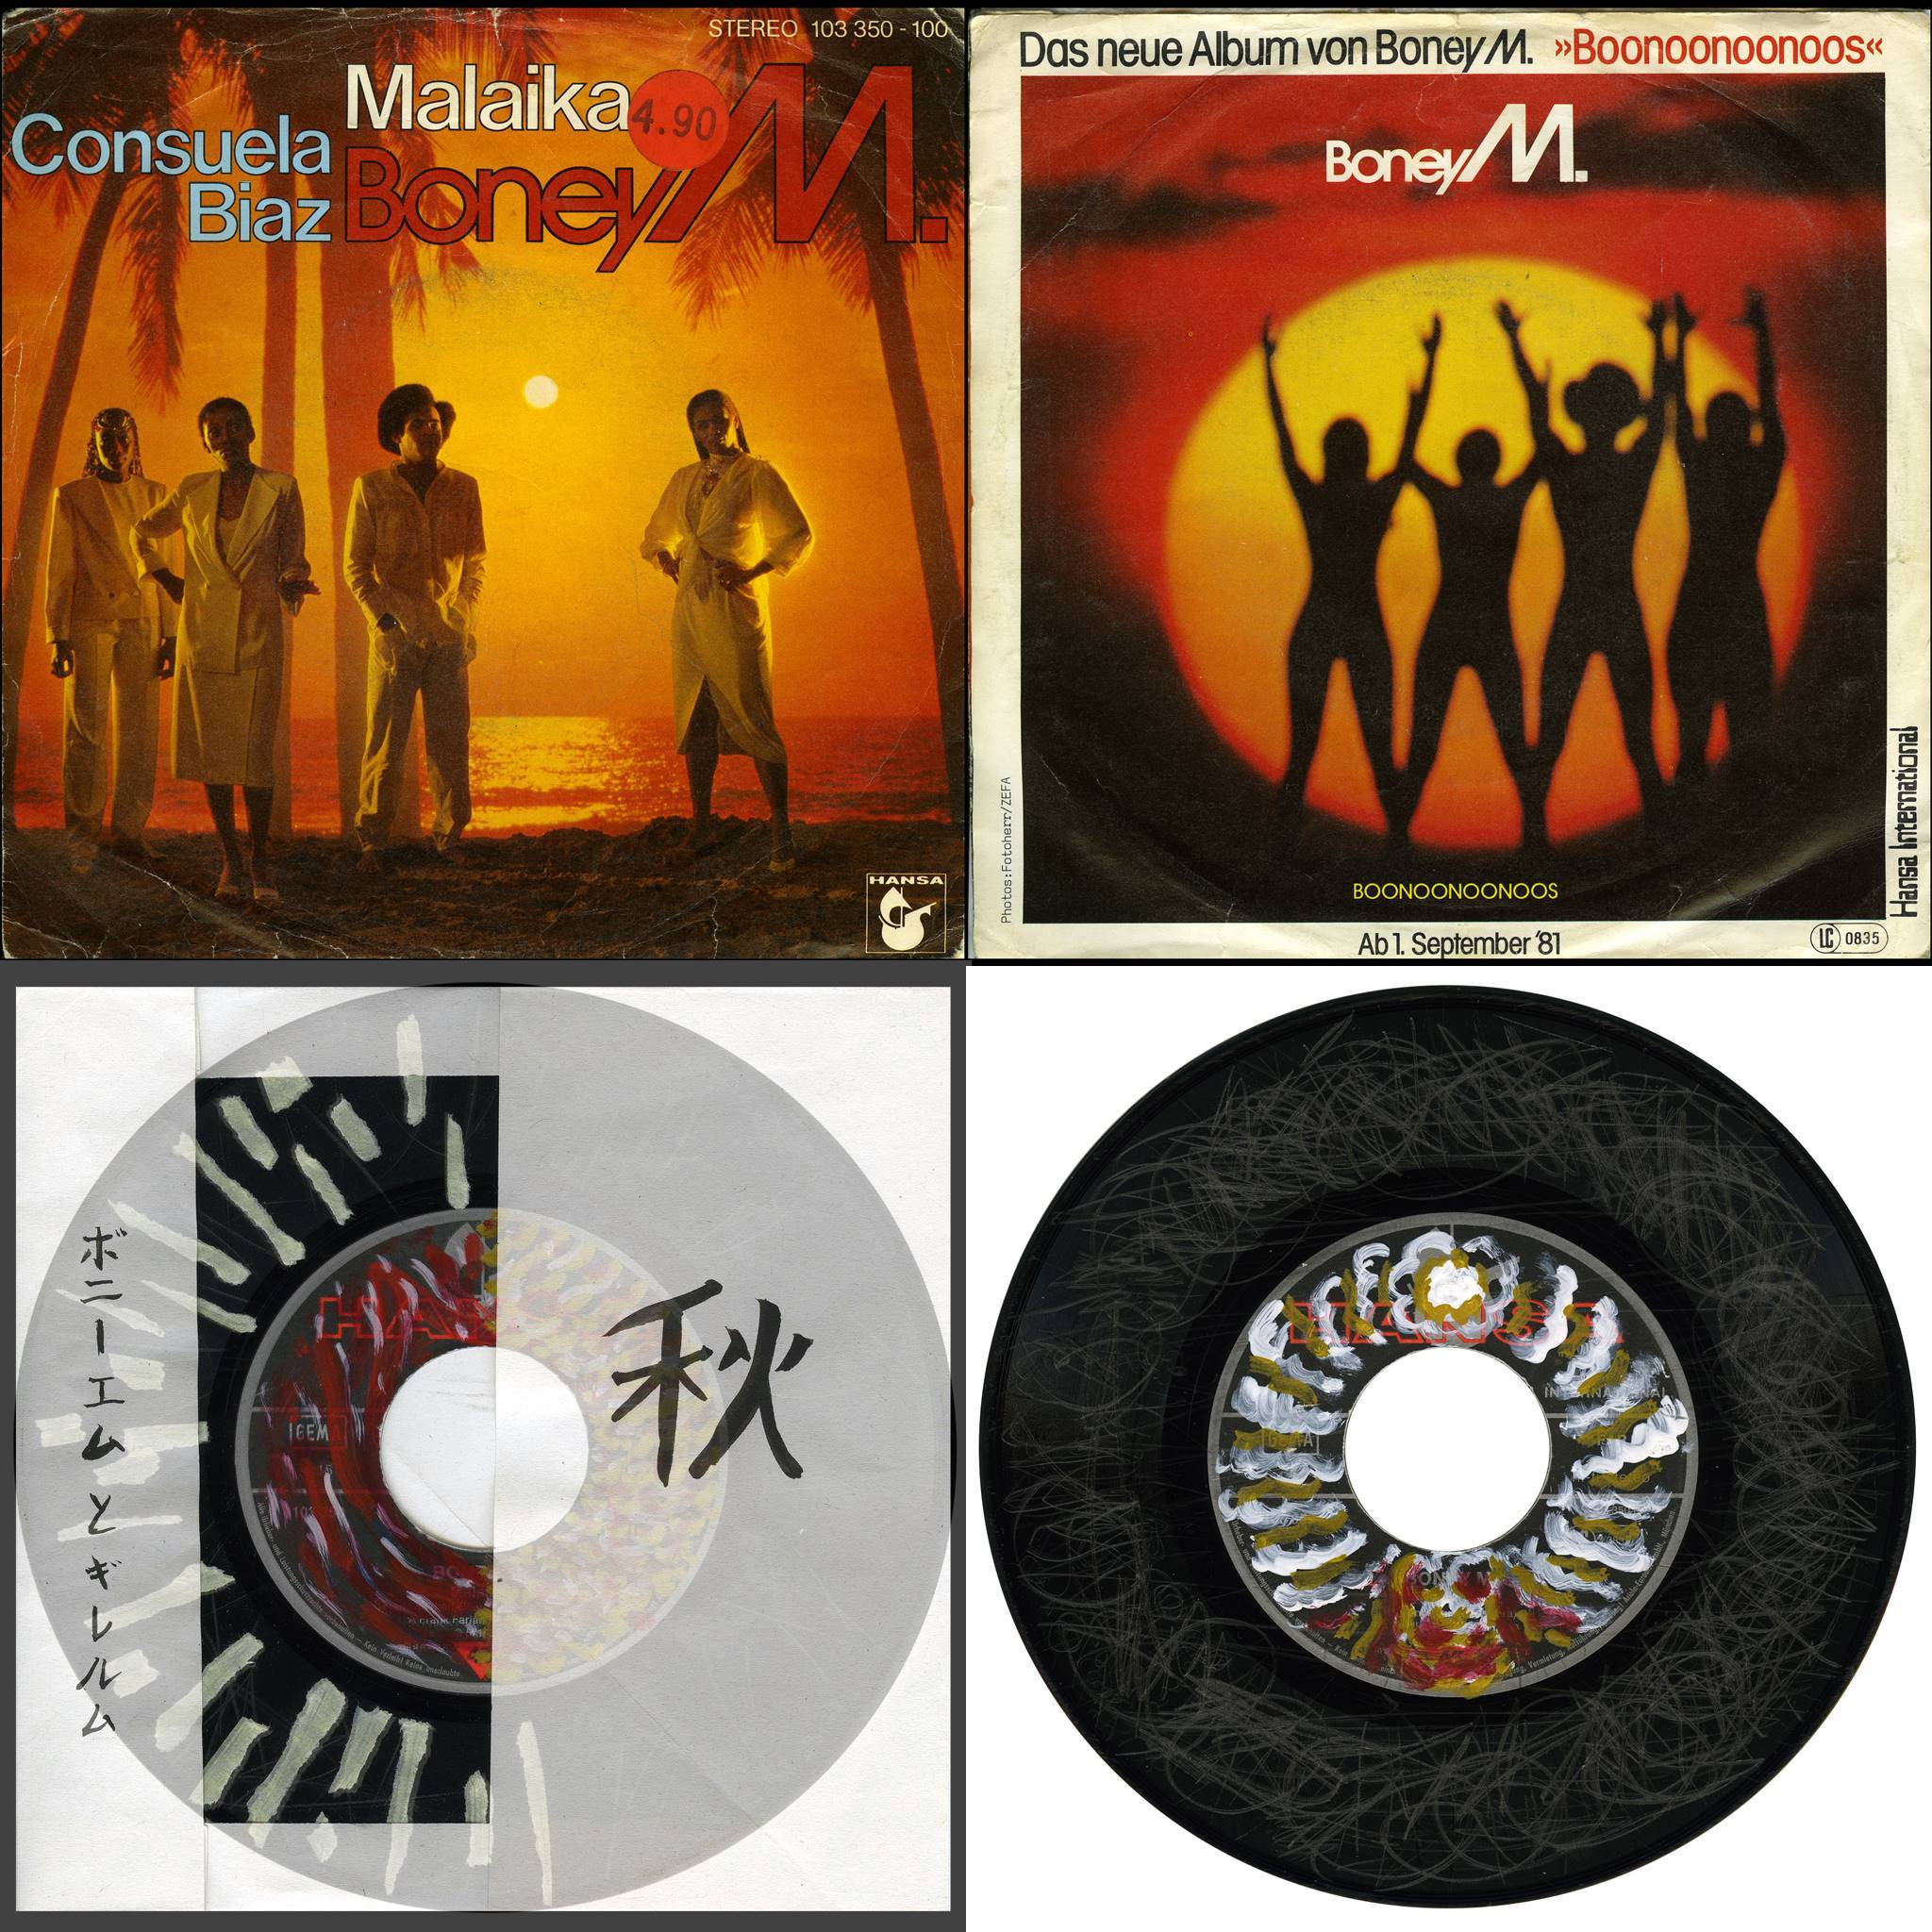 STEREO 103 350 - 100
Malaika
4.90
Consuela
Biaz
Boney M.
HANSA
Das neue Album von Boney M. »Boonoonoonoos«
Boney M.
BOONOONOONOOS
Photos: Fotoherr/ZEFA
Hansa International
Ab 1. September '81
LC 0835
ボニーエムとギレルム
秋
GEMA
HANSA
INTERNATIONAL
GEMA
BONEY M.